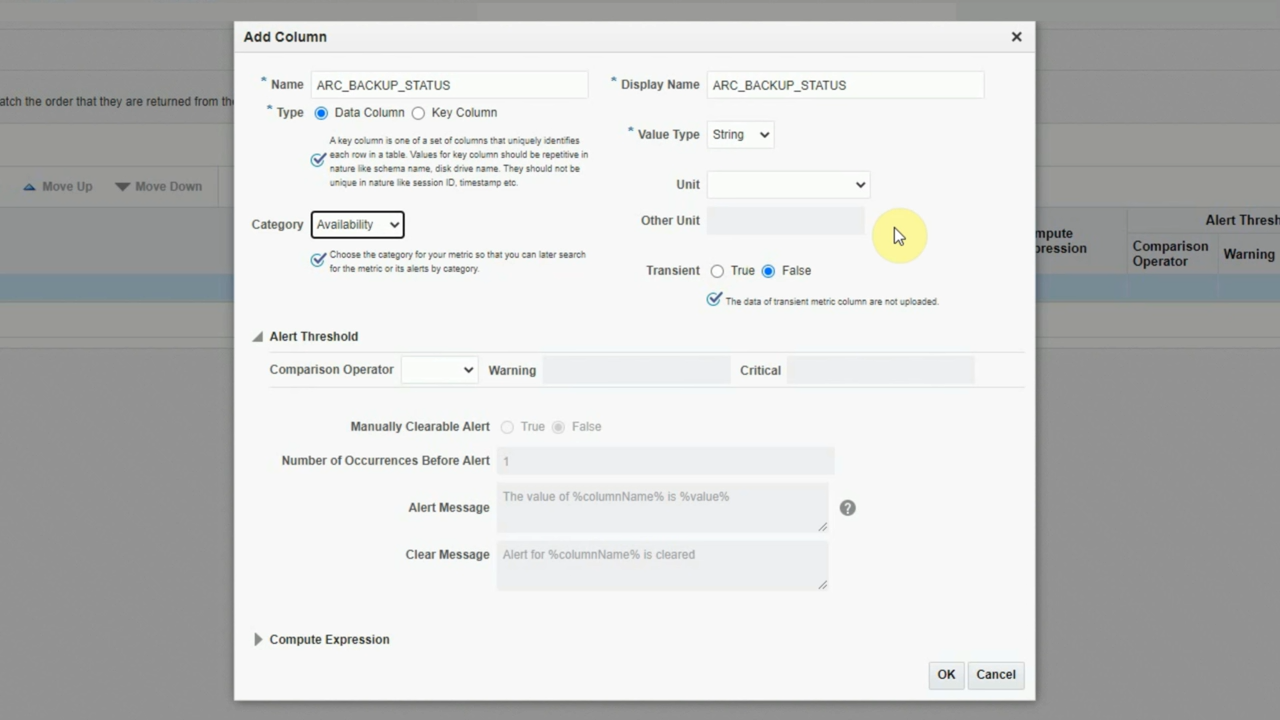 Add Column
* Name ARC_BACKUP_STATUS
* Display Name ARC_BACKUP_STATUS
atch the order that they are returned from the
* Type Data Column Key Column
* Value Type String
A key column is one of a set of columns that uniquely identifies
each row in a table. Values for key column should be repetitive in
nature like schema name, disk drive name. They should not be
unique in nature like session ID, timestamp etc.
Move Up Move Down
Unit
Category Availability
Other Unit
Choose the category for your metric so that you can later search
for the metric or its alerts by category.
Transient True False
The data of transient metric column are not uploaded.
mpute
pression
Alert Thresh
Comparison
Operator
Warning
Alert Threshold
Comparison Operator Warning Critical
Manually Clearable Alert True False
Number of Occurrences Before Alert 1
Alert Message The value of %columnName% is %value%
Clear Message Alert for %columnName% is cleared
Compute Expression
OK Cancel